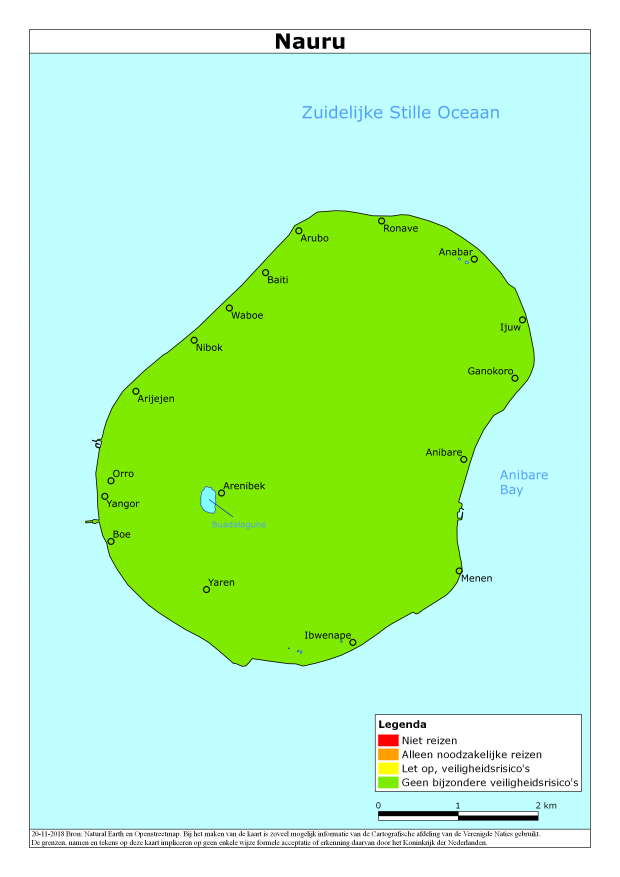 Nauru
Zuidelijke Stille Oceaan
Ronave
Arubo
Anabar
Baiti
Waboe
Ijuw
Nibok
Ganokoro
Arijejen
Anibare
Orro
Anibare
Bay
Arenibek
Yangor
Buadalagune
Boe
Menen
Yaren
Ibwenape
Legenda
Niet reizen
Alleen noodzakelijke reizen
Let op, veiligheidsrisico's
Geen bijzondere veiligheidsrisico's
0 1 2 km
20-11-2018 Bron: Natural Earth en Openstreetmap. Bij het maken van de kaart is zoveel mogelijk informatie van de Cartografische afdeling van de Verenigde Naties gebruikt.
De grenzen, namen en tekens op deze kaart impliceren op geen enkele wijze formele acceptatie of erkenning daarvan door het Koninkrijk der Nederlanden.